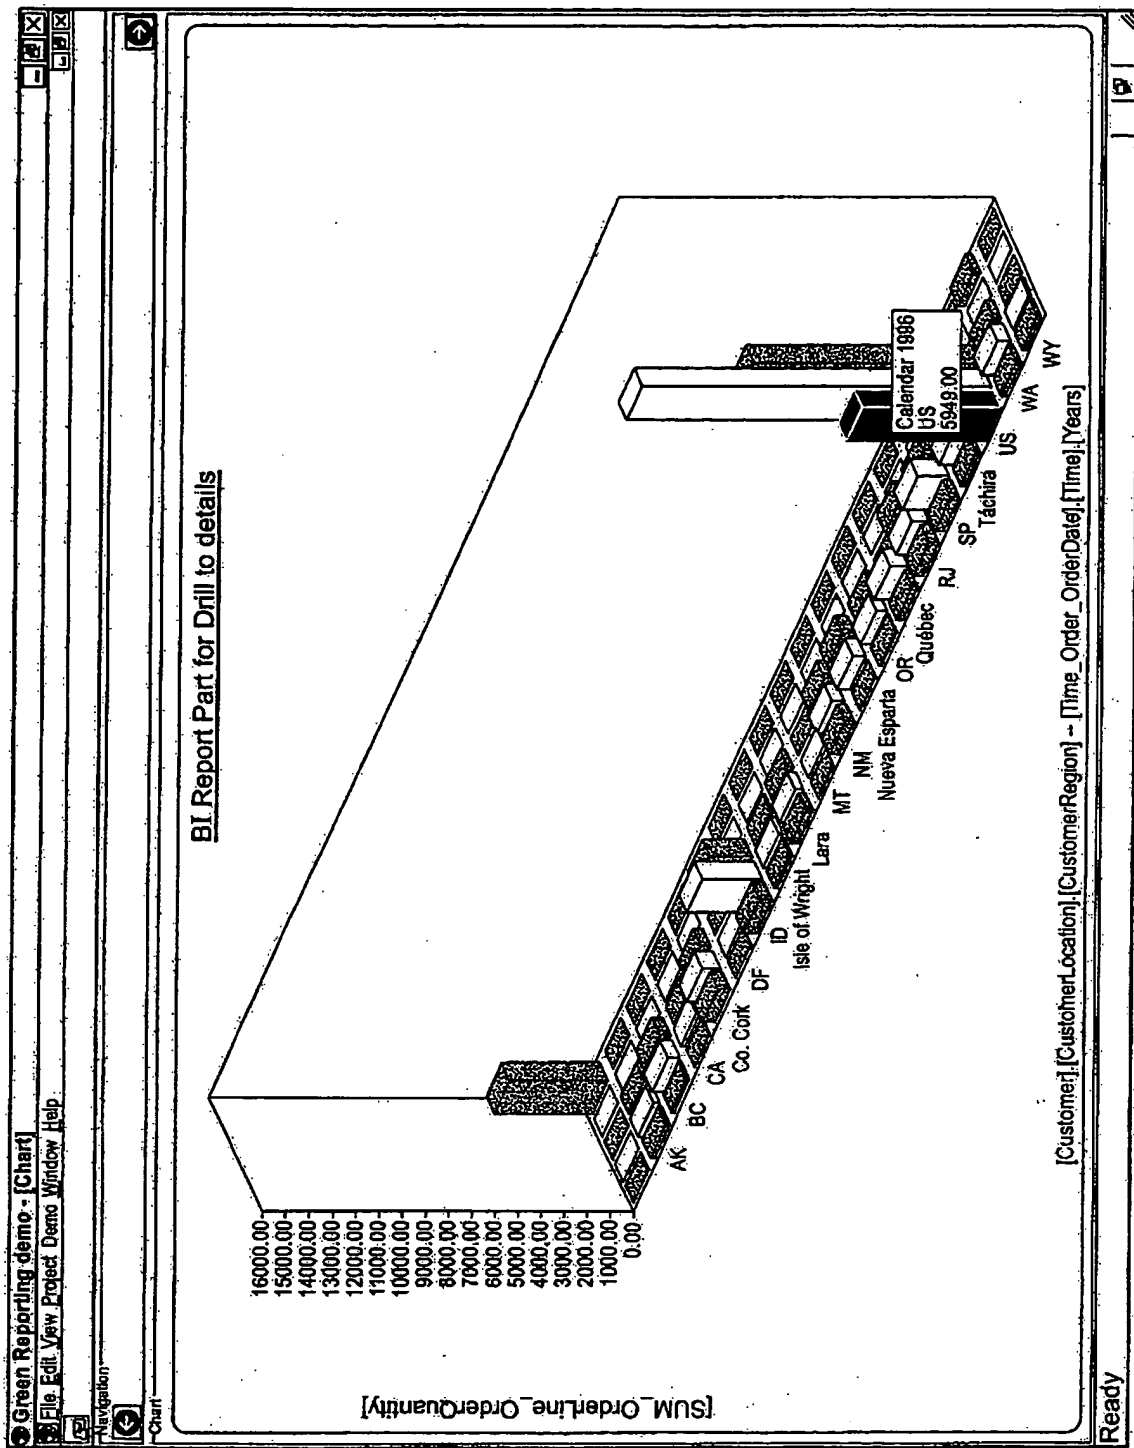 Green Reporting demo - [Chart]
File Edit View Project Demo Window Help
Navigation
Chart
BI Report Part for Drill to details
16000.00
15000.00
14000.00
13000.00
12000.00
11000.00
10000.00
9000.00
8000.00
7000.00
6000.00
5000.00
4000.00
3000.00
2000.00
1000.00
0.00
[SUM_OrderLine_OrderQuantity]
Calendar 1996
US
5949.00
AK
BC
CA
Co. Cork
DF
ID
Isle of Wright
Lara
MT
NM
Nueva Esparta
OR
Québec
RJ
SP
Táchira
US
WA
WY
[Customer].[CustomerLocation].[CustomerRegion] -- [Time_Order_OrderDate].[Time].[Years]
Ready